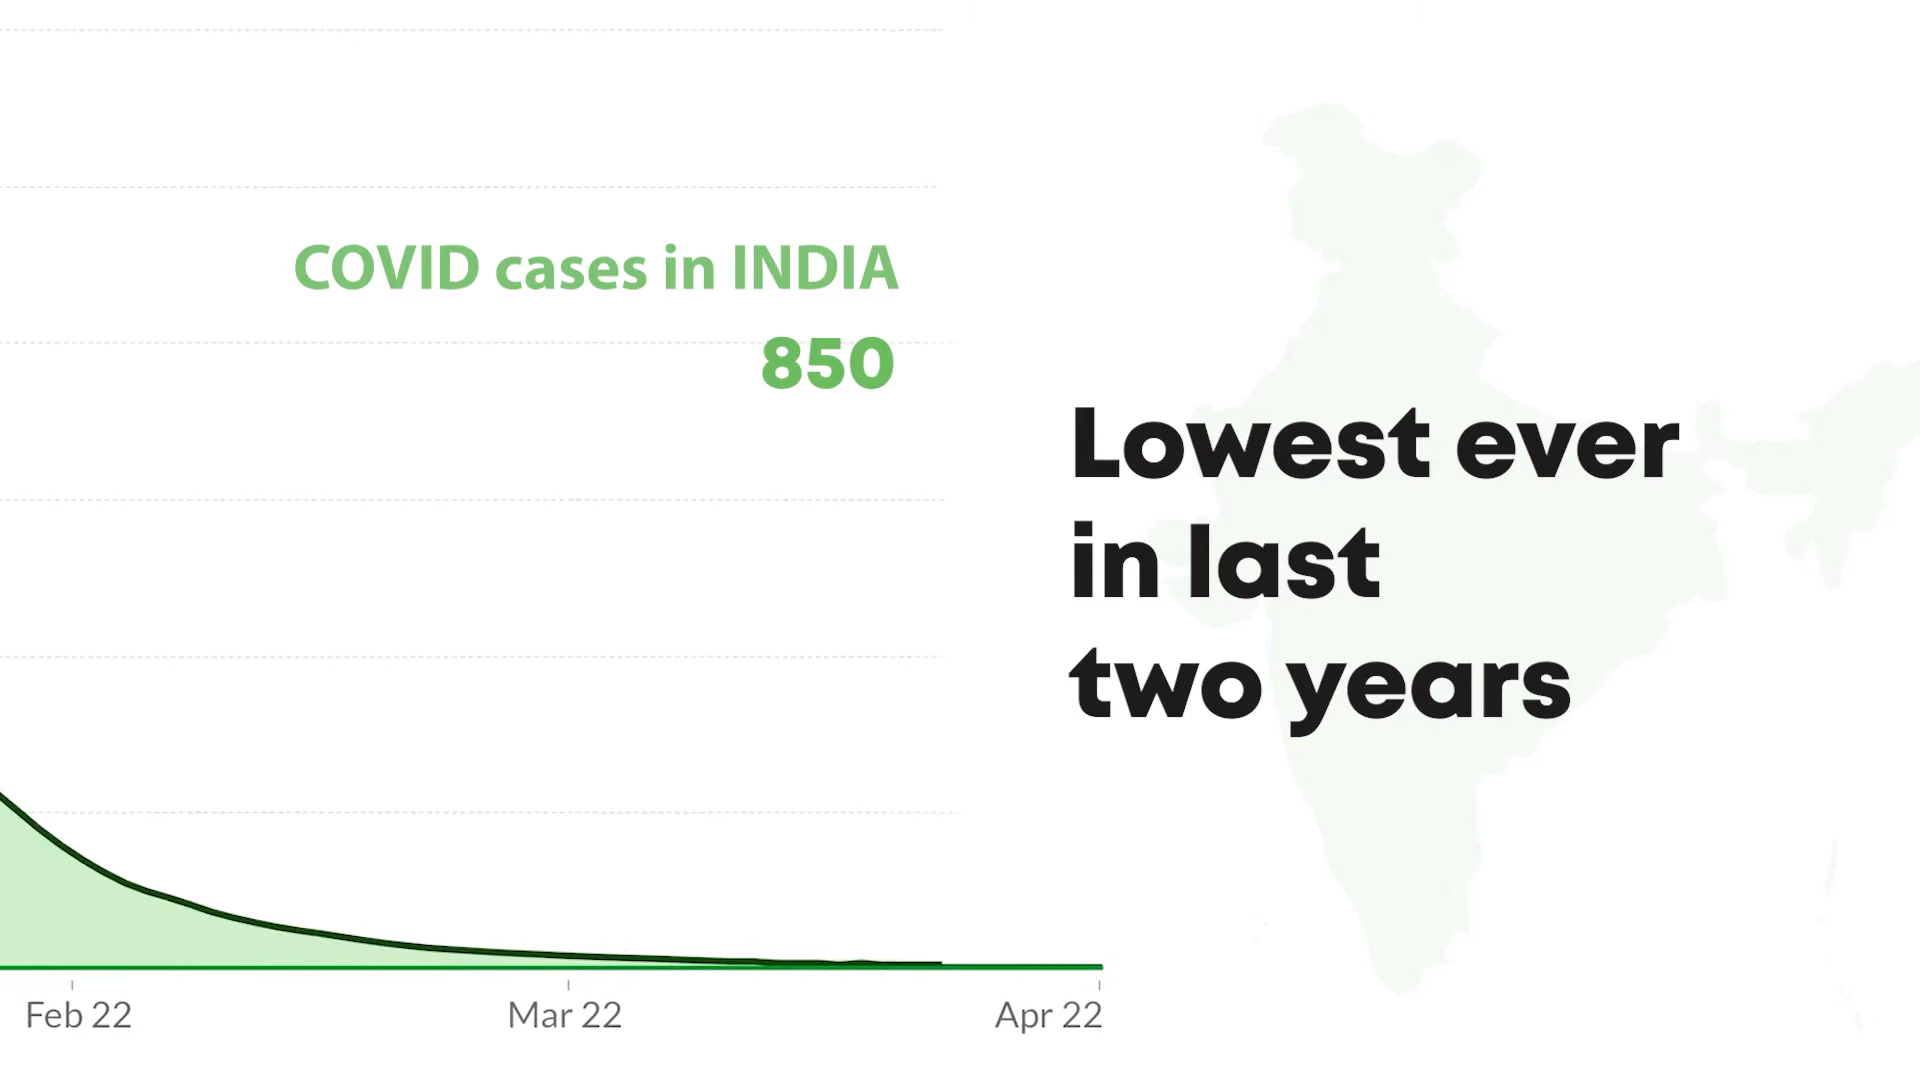 COVID cases in INDIA
850
Lowest ever
in last
two years
Feb 22
Mar 22
Apr 22